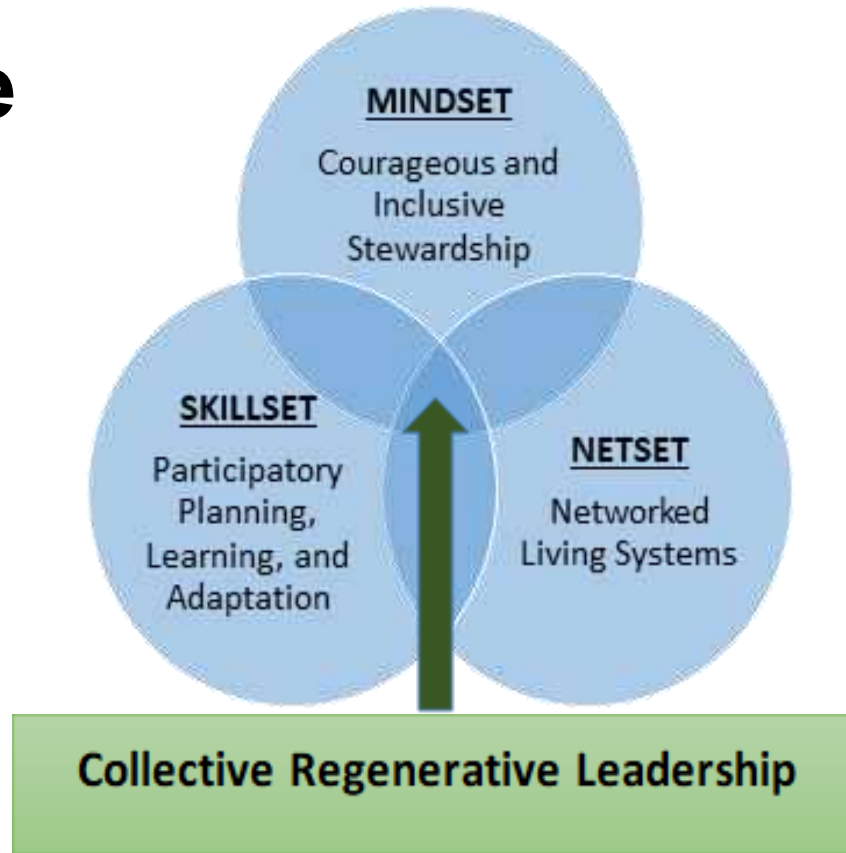 e
MINDSET
Courageous and
Inclusive
Stewardship
SKILLSET
Participatory
Planning,
Learning, and
Adaptation
NETSET
Networked
Living Systems
Collective Regenerative Leadership